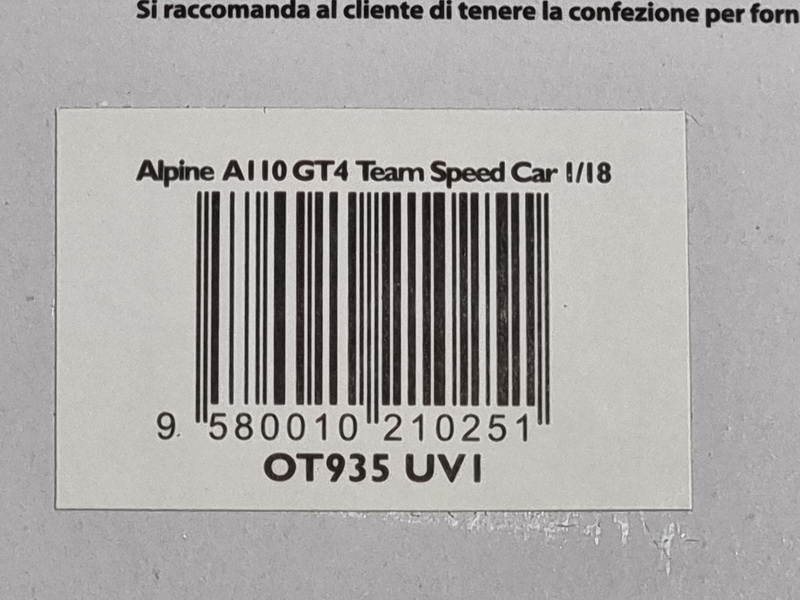 Si raccomanda al cliente di tenere la confezione per forn
Alpine A110 GT4 Team Speed Car 1/18
9 580010 210251
OT935 UV1